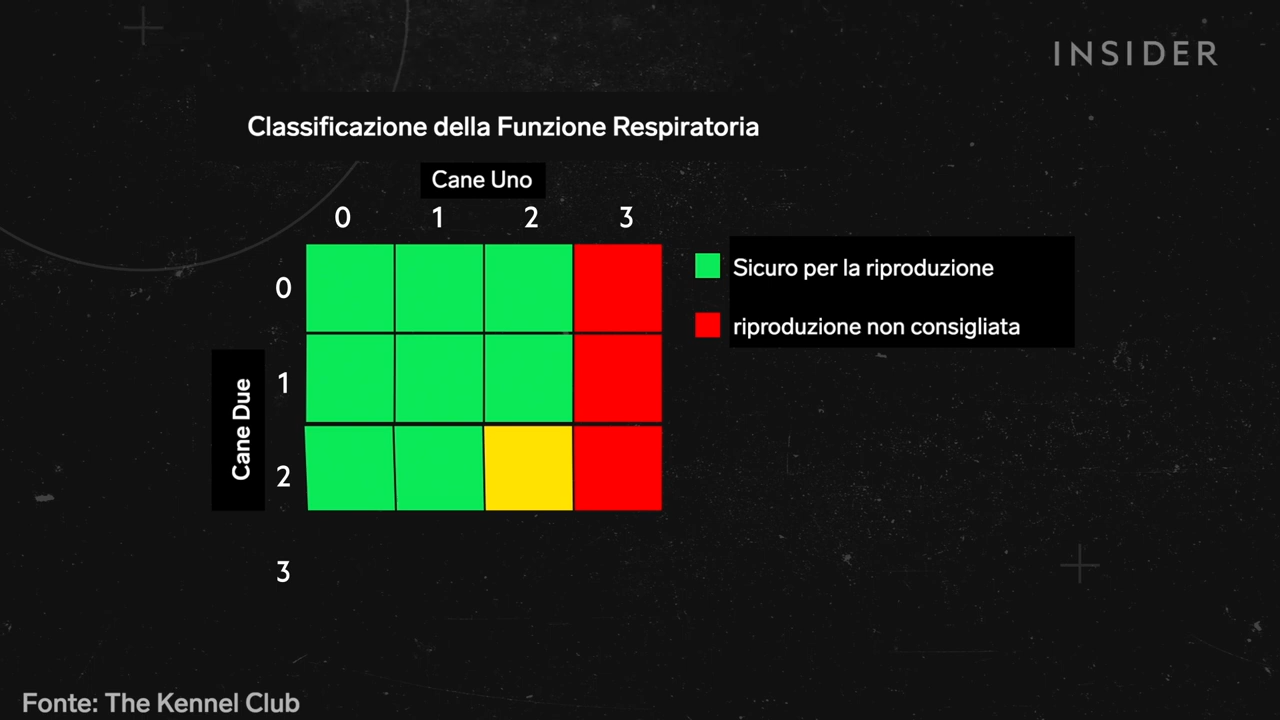 INSIDER
Classificazione della Funzione Respiratoria
Cane Uno
0 1 2 3
Sicuro per la riproduzione
riproduzione non consigliata
0
1
2
3
Cane Due
Fonte: The Kennel Club